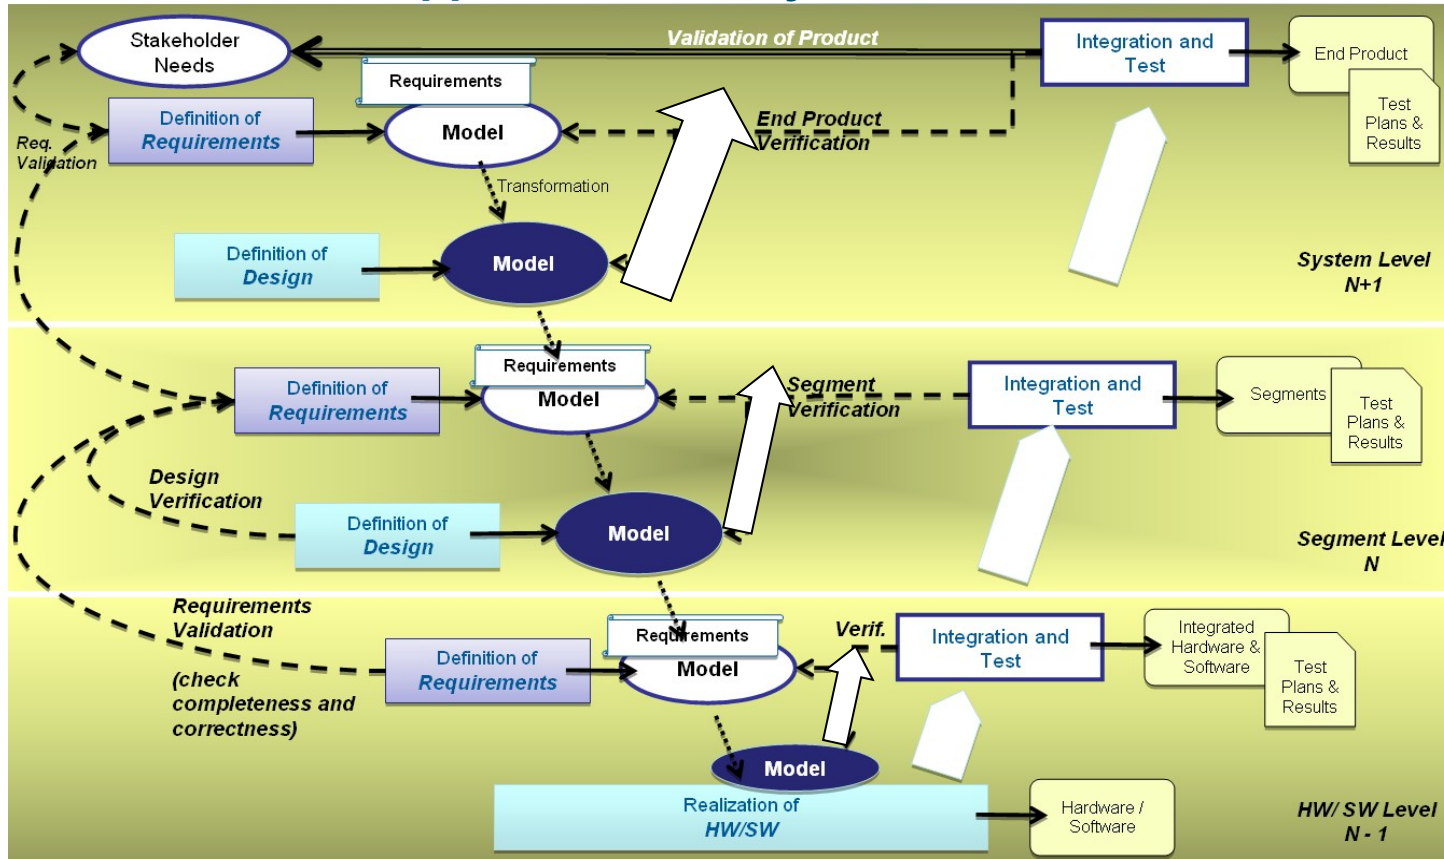 Stakeholder
Needs
Validation of Product
Integration and
Test
End Product
Test
Plans &
Results
Requirements
Definition of
Requirements
Model
End Product
Verification
Req.
Validation
Transformation
Definition of
Design
Model
System Level
N+1
Requirements
Definition of
Requirements
Model
Segment
Verification
Integration and
Test
Segments
Test
Plans &
Results
Design
Verification
Definition of
Design
Model
Segment Level
N
Requirements
Validation
(check
completeness and
correctness)
Requirements
Definition of
Requirements
Model
Verif.
Integration and
Test
Integrated
Hardware &
Software
Test
Plans &
Results
Model
Realization of
HW/SW
Hardware /
Software
HW/ SW Level
N - 1